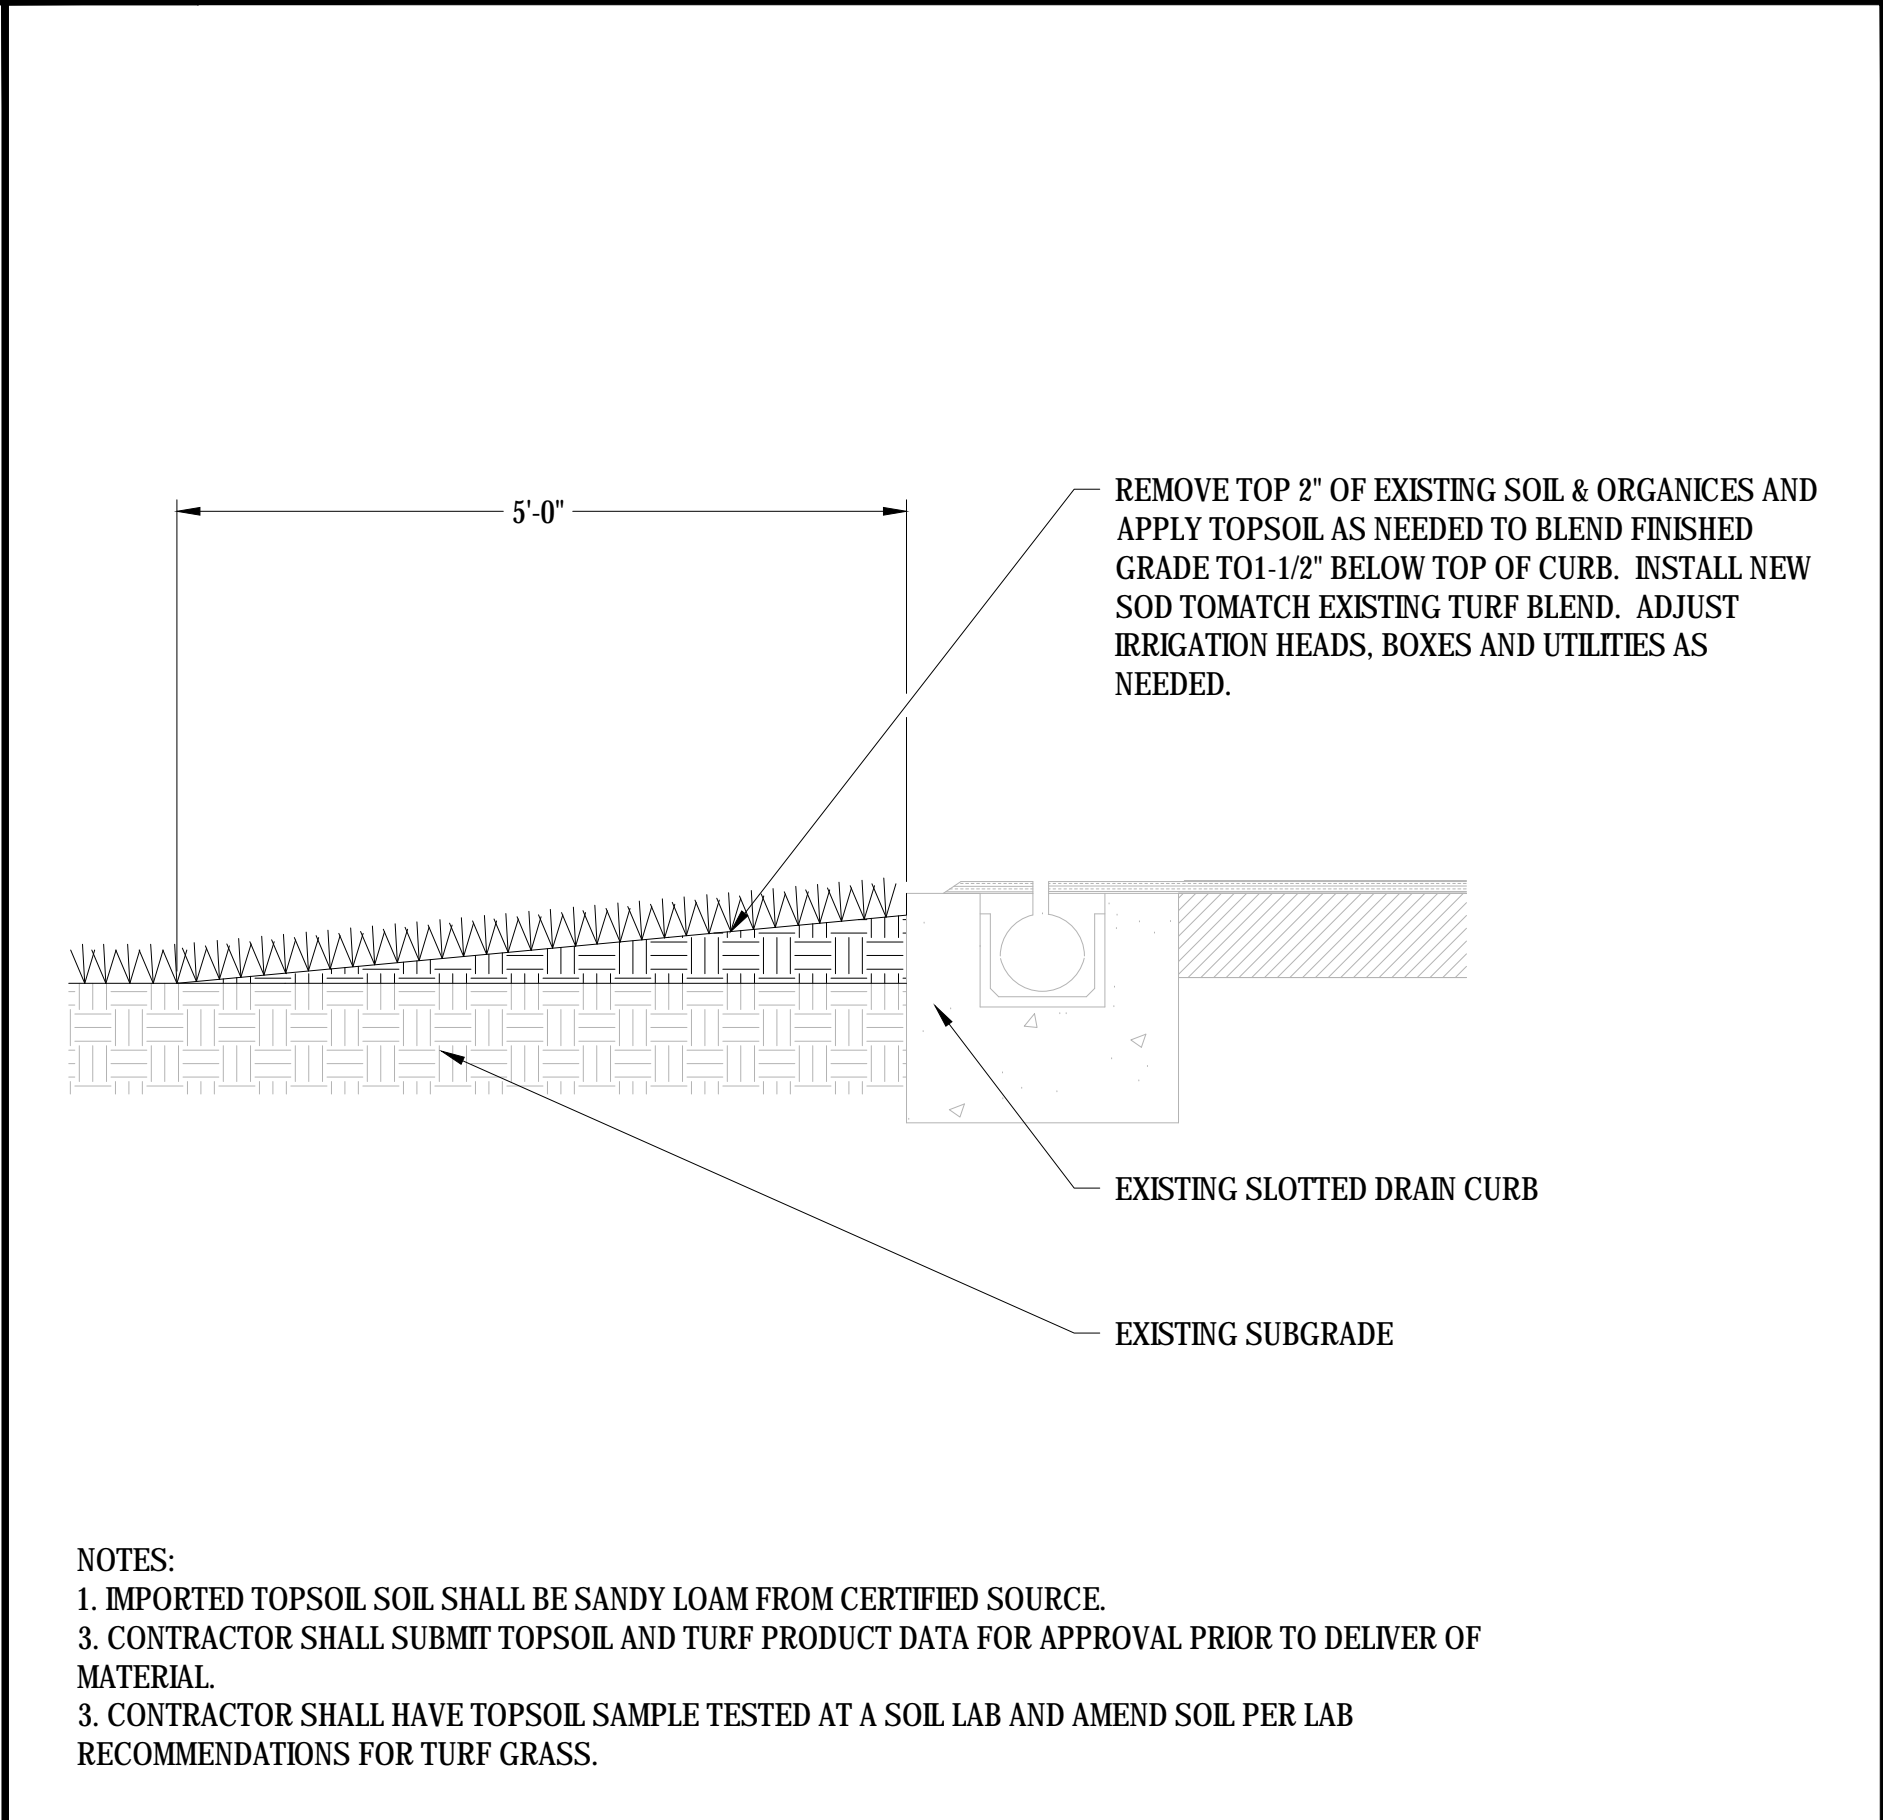 5'-0"
REMOVE TOP 2" OF EXISTING SOIL & ORGANICES AND
APPLY TOPSOIL AS NEEDED TO BLEND FINISHED
GRADE TO1-1/2" BELOW TOP OF CURB. INSTALL NEW
SOD TOMATCH EXISTING TURF BLEND. ADJUST
IRRIGATION HEADS, BOXES AND UTILITIES AS
NEEDED.
EXISTING SLOTTED DRAIN CURB
EXISTING SUBGRADE
NOTES:
1. IMPORTED TOPSOIL SOIL SHALL BE SANDY LOAM FROM CERTIFIED SOURCE.
3. CONTRACTOR SHALL SUBMIT TOPSOIL AND TURF PRODUCT DATA FOR APPROVAL PRIOR TO DELIVER OF
MATERIAL.
3. CONTRACTOR SHALL HAVE TOPSOIL SAMPLE TESTED AT A SOIL LAB AND AMEND SOIL PER LAB
RECOMMENDATIONS FOR TURF GRASS.